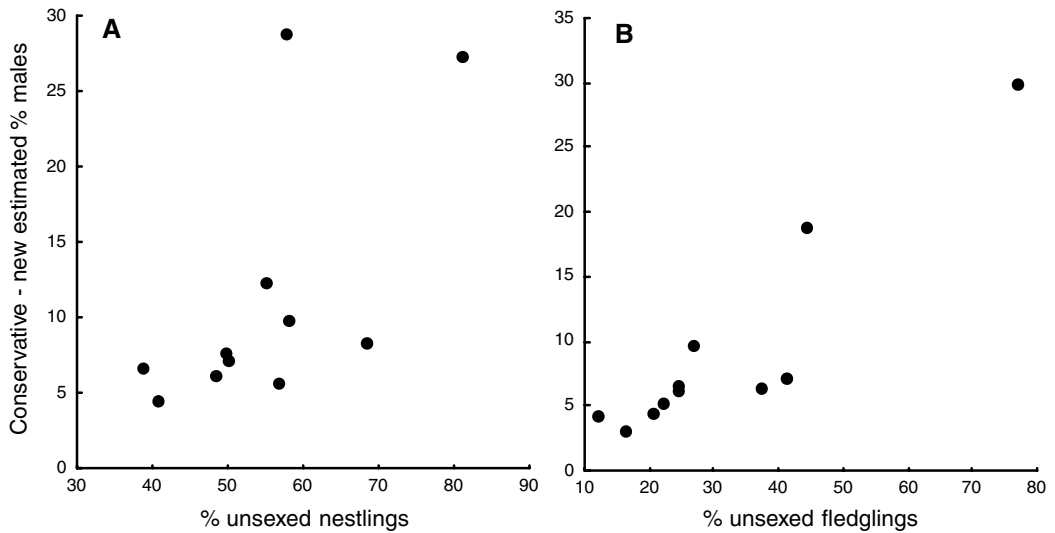 A
B
Conservative - new estimated % males
30
25
20
15
10
5
0
30 40 50 60 70 80 90
% unsexed nestlings
35
30
25
20
15
10
5
0
10 20 30 40 50 60 70 80
% unsexed fledglings